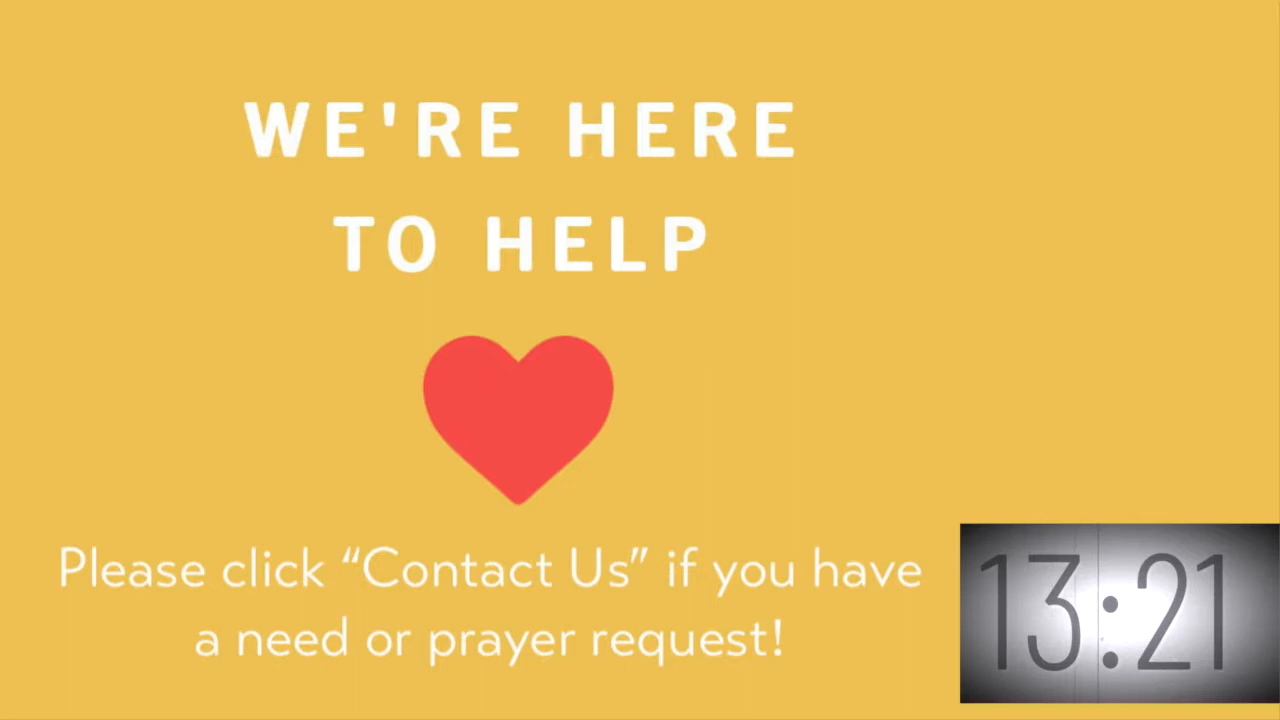 WE'RE HERE
TO HELP
Please click “Contact Us” if you have
a need or prayer request!
13:21